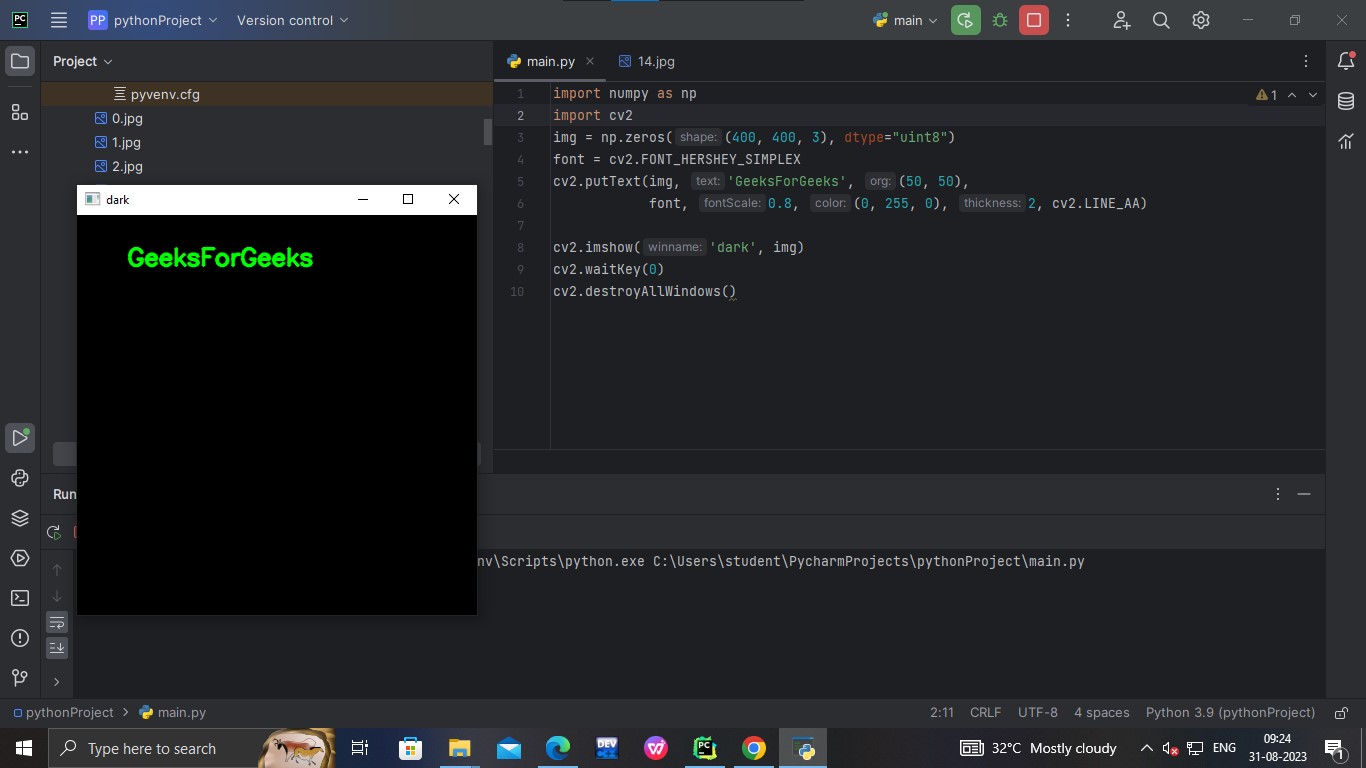 PC
PP pythonProject
Version control
main
Project
main.py
14.jpg
pyvenv.cfg
0.jpg
1.jpg
2.jpg
1 import numpy as np
2 import cv2
3 img = np.zeros( shape: (400, 400, 3), dtype="uint8")
4 font = cv2.FONT_HERSHEY_SIMPLEX
5 cv2.putText(img, text: 'GeeksForGeeks', org: (50, 50),
6 font, fontScale: 0.8, color: (0, 255, 0), thickness: 2, cv2.LINE_AA)
7
8 cv2.imshow( winname: 'dark', img)
9 cv2.waitKey(0)
10 cv2.destroyAllWindows()
1
dark
GeeksForGeeks
Run
nv\Scripts\python.exe C:\Users\student\PycharmProjects\pythonProject\main.py
pythonProject > main.py
2:11 CRLF UTF-8 4 spaces Python 3.9 (pythonProject)
Type here to search
DEV
PC
32°C Mostly cloudy
ENG
09:24
31-08-2023
1